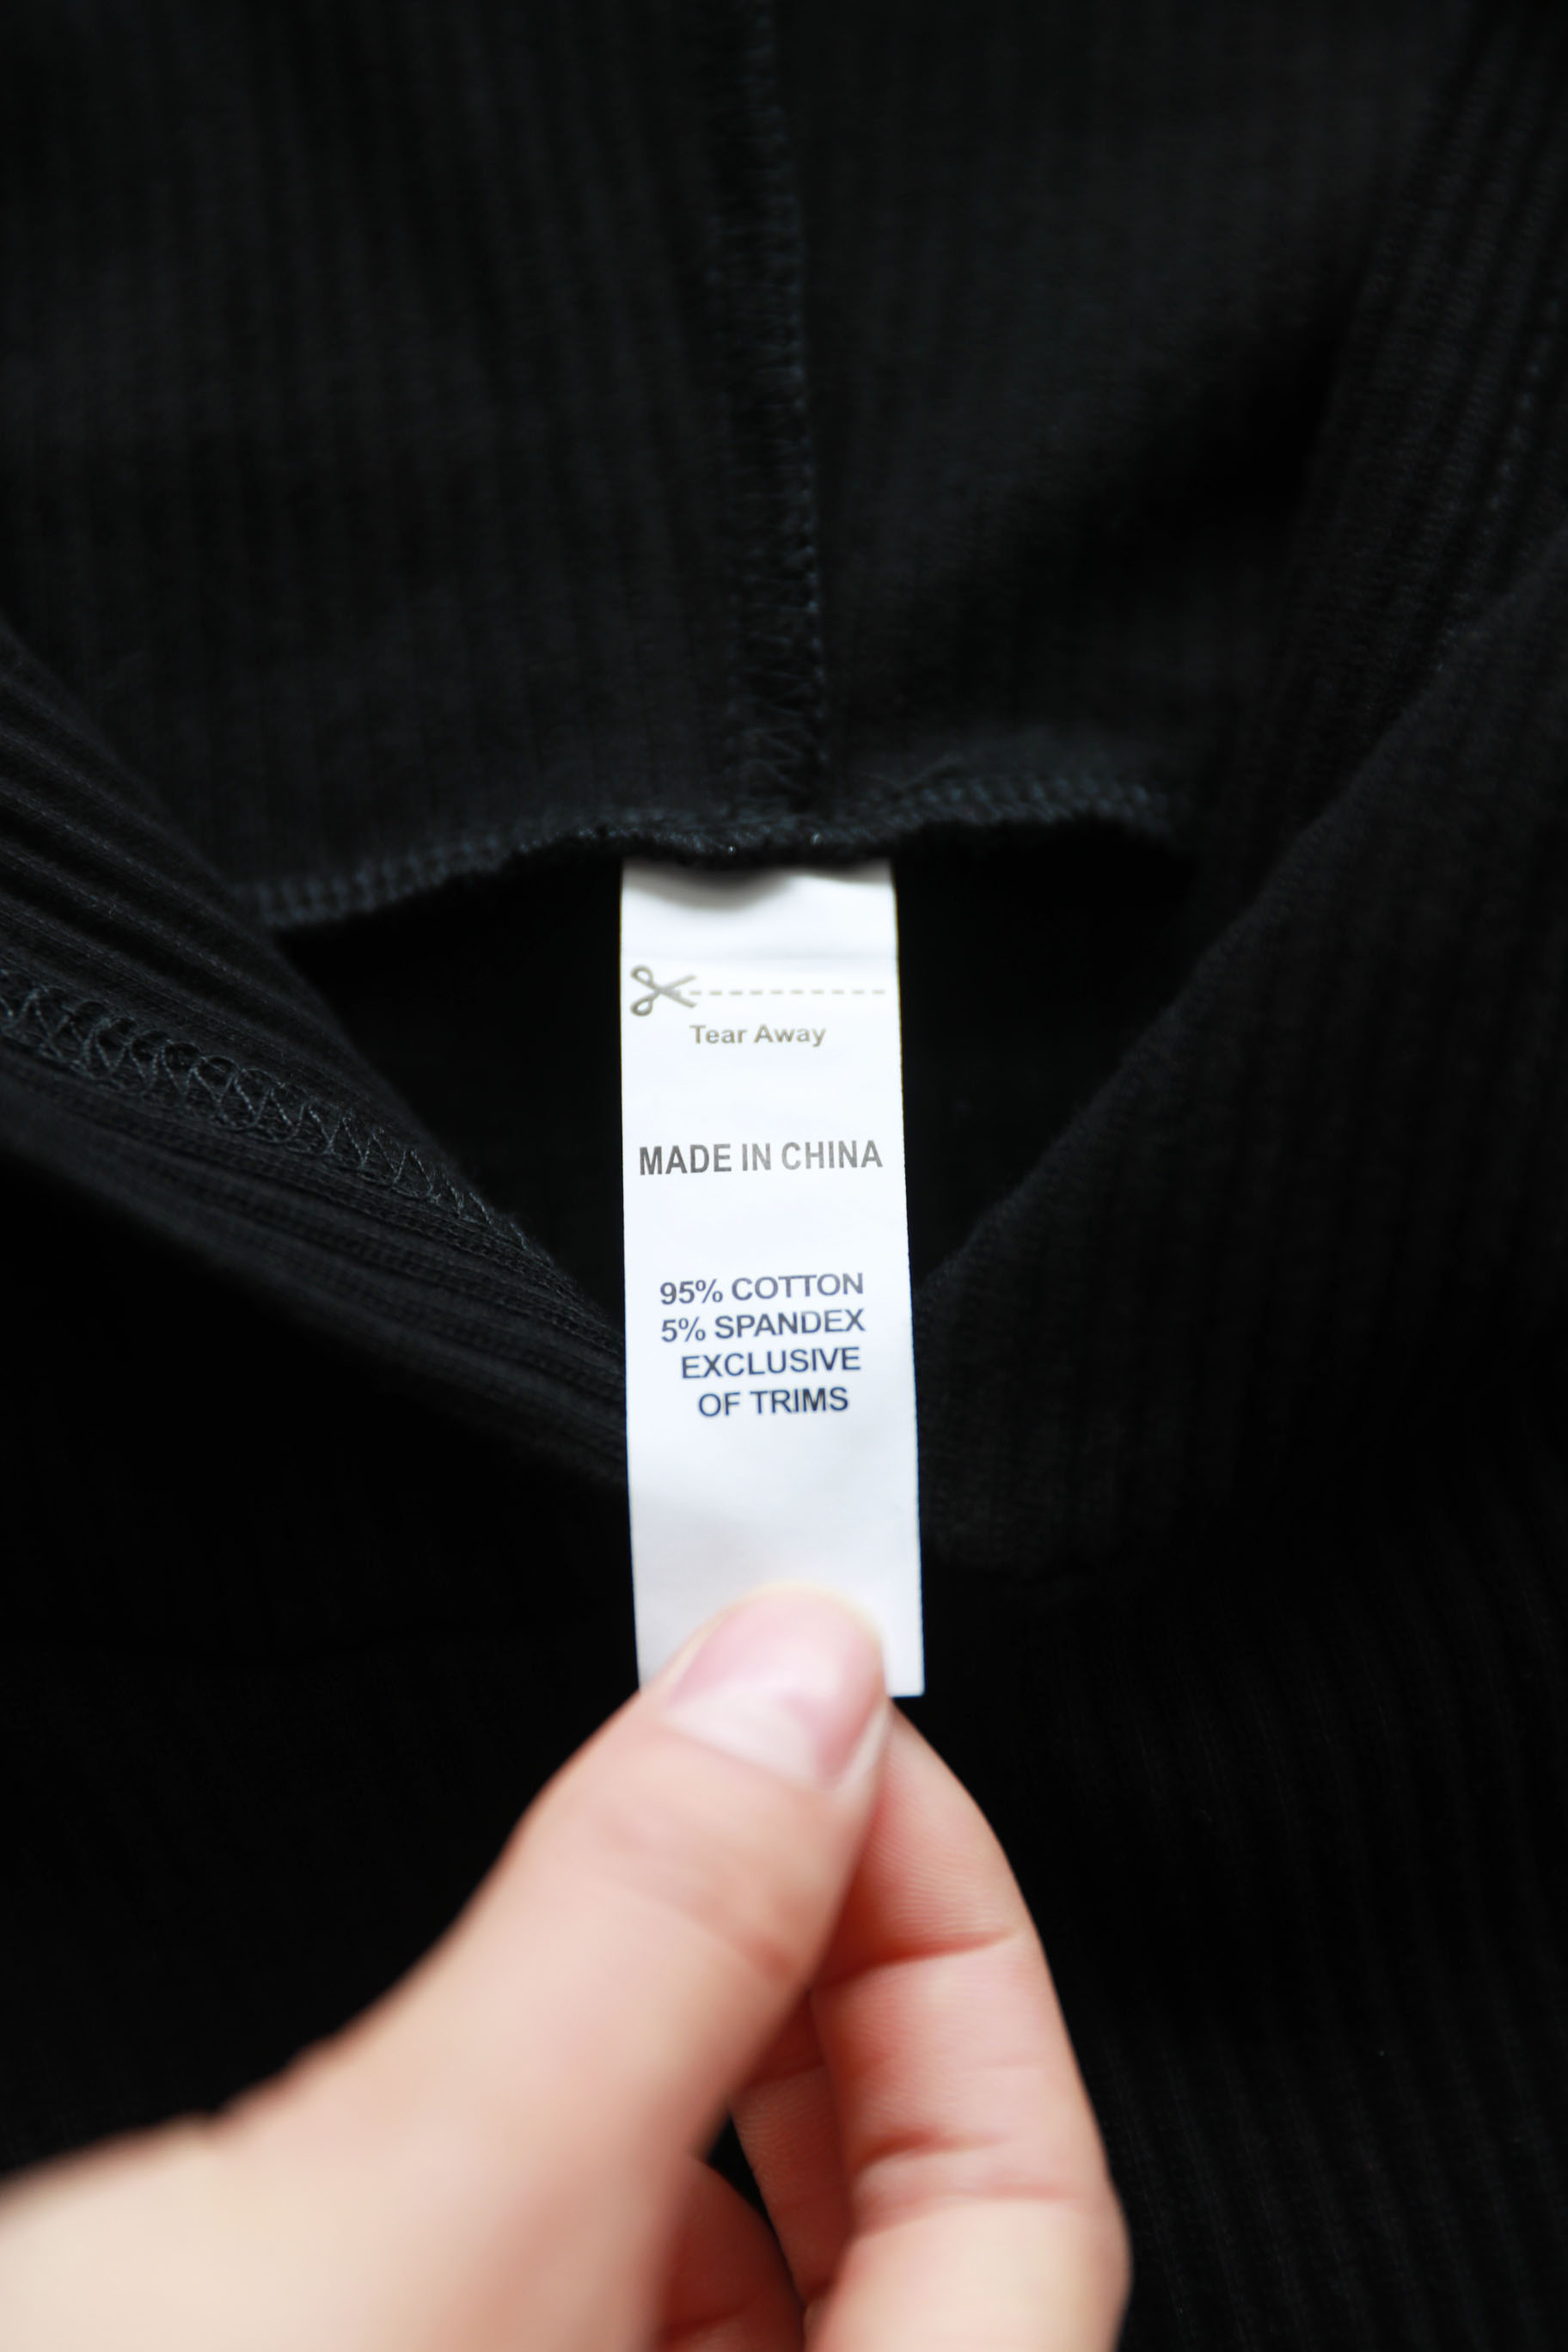 Tear Away
MADE IN CHINA
95% COTTON
5% SPANDEX
EXCLUSIVE
OF TRIMS